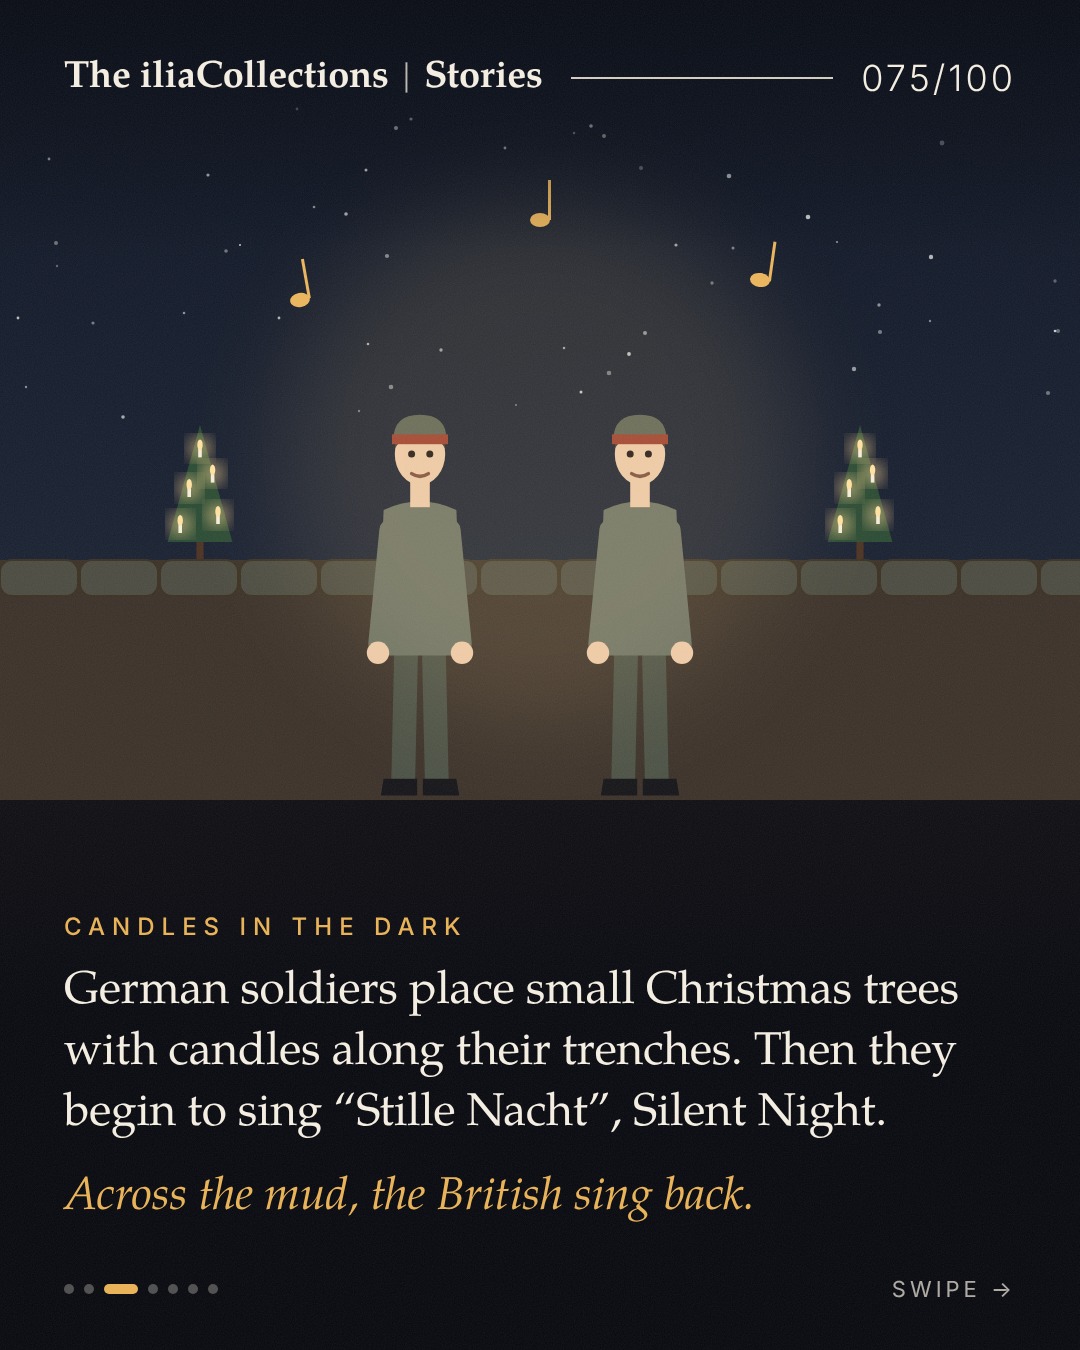 The iliaCollections | Stories 075/100
CANDLES IN THE DARK
German soldiers place small Christmas trees
with candles along their trenches. Then they
begin to sing “Stille Nacht”, Silent Night.
Across the mud, the British sing back.
SWIPE →